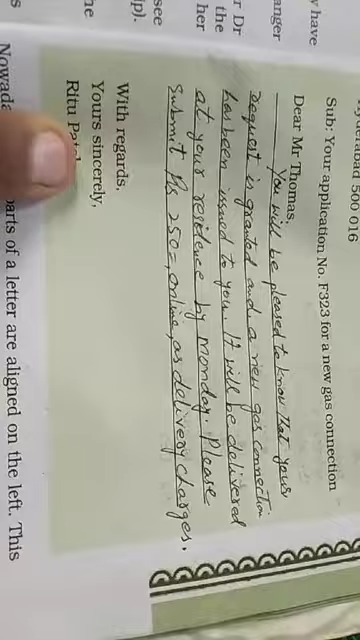 y have
anger
r Dr
the
her
see
ip).
he
s
500 016
Sub: Your application No. F323 for a new gas connection
Dear Mr Thomas,
You will be pleased to know that your
request is granted and a new gas connection
has been issued to you. It will be delivered
at your residence by monday. Please
submit Rs 250=, online, as delivery charges.
With regards,
Yours sincerely,
Ritu
Nowada
parts of a letter are aligned on the left. This